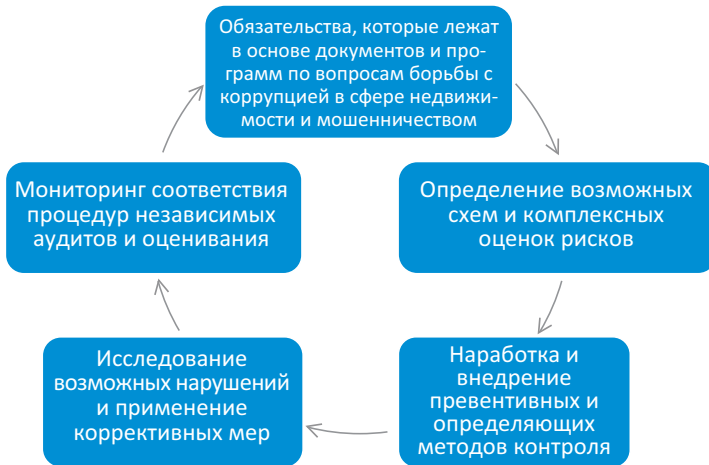 Обязательства, которые лежат
в основе документов и про-
грамм по вопросам борьбы с
коррупцией в сфере недвижи-
мости и мошенничеством
Определение возможных
схем и комплексных
оценок рисков
Наработка и
внедрение
превентивных и
определяющих
методов контроля
Исследование
возможных нарушений
и применение
коррективных мер
Мониторинг соответствия
процедур независимых
аудитов и оценивания